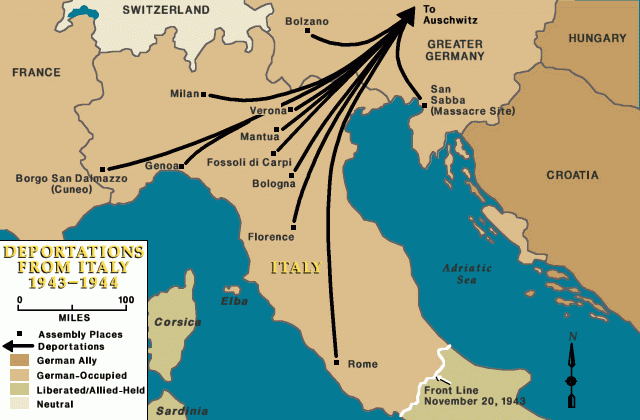 SWITZERLAND
Bolzano
To
Auschwitz
GREATER
GERMANY
HUNGARY
FRANCE
Milan
Verona
San
Sabba
(Massacre Site)
Mantua
Fossoli di Carpi
Genoa
Borgo San Dalmazzo
(Cuneo)
Bologna
CROATIA
Florence
ITALY
Adriatic
Sea
Elba
Corsica
Rome
Sardinia
Front Line
November 20, 1943
N
DEPORTATIONS
FROM ITALY
1943–1944
0 100
MILES
Assembly Places
Deportations
German Ally
German-Occupied
Liberated/Allied-Held
Neutral